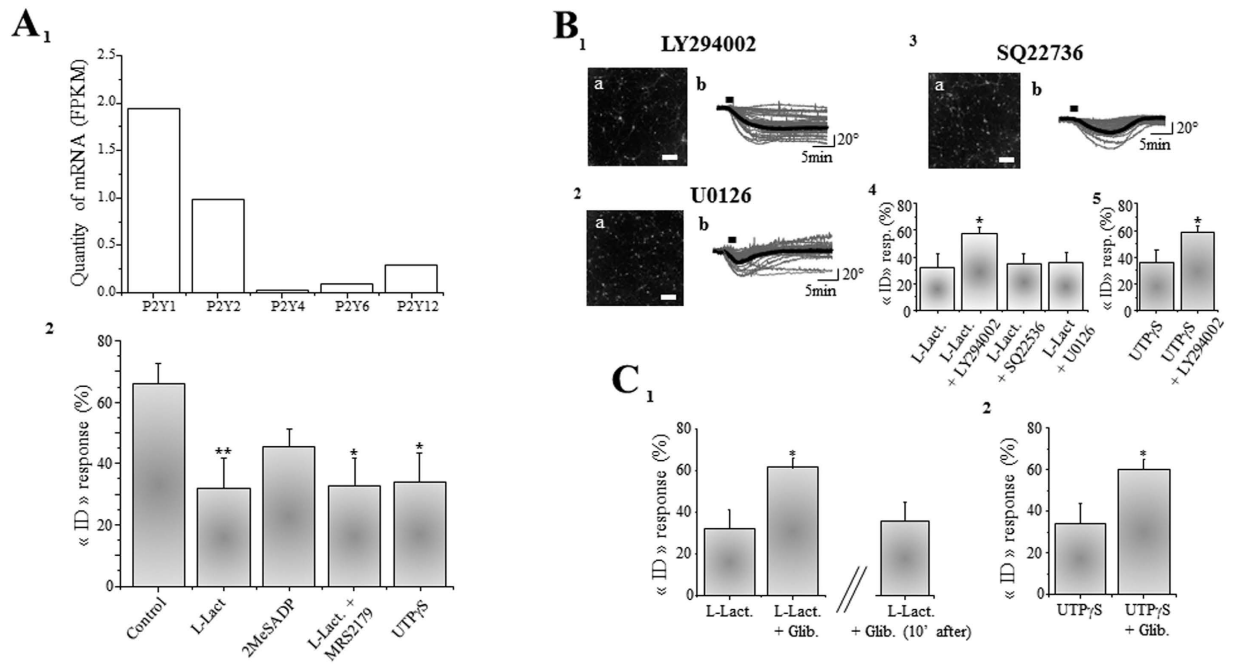 A1
Quantity of mRNA (FPKM)
2.5
2.0
1.5
1.0
0.5
0.0
P2Y1 P2Y2 P2Y4 P2Y6 P2Y12
2
« ID » response (%)
80
60
40
20
0
** * *
Control
L-Lact
2MeSADP
L-Lact. +
MRS2179
UTPγS
B1
LY294002
a b
20°
5min
2
U0126
a b
20°
5min
3
SQ22736
a b
20°
5min
4
« ID» resp. (%)
80
60
40
20
0
*
L-Lact.
L-Lact.
+ LY294002
L-Lact.
+ SQ22536
L-Lact
+ U0126
5
« ID» resp. (%)
80
60
40
20
0
*
UTPγS
UTPγS
+ LY294002
C1
« ID » response (%)
80
60
40
20
0
*
L-Lact.
L-Lact.
+ Glib.
L-Lact.
+ Glib. (10' after)
2
« ID » response (%)
80
60
40
20
0
*
UTPγS
UTPγS
+ Glib.